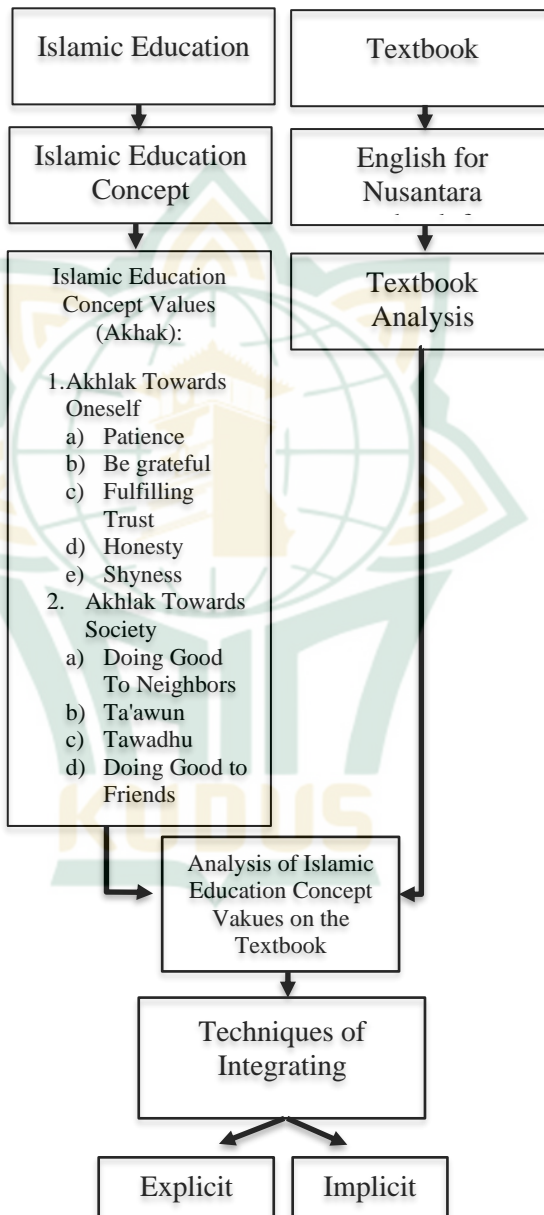 Islamic Education
Textbook
Islamic Education
Concept
English for
Nusantara
Islamic Education
Concept Values
(Akhak):
1.Akhlak Towards
Oneself
a) Patience
b) Be grateful
c) Fulfilling
Trust
d) Honesty
e) Shyness
2. Akhlak Towards
Society
a) Doing Good
To Neighbors
b) Ta'awun
c) Tawadhu
d) Doing Good to
Friends
Textbook
Analysis
KUDUS
Analysis of Islamic
Education Concept
Vakues on the
Textbook
Techniques of
Integrating
Explicit
Implicit